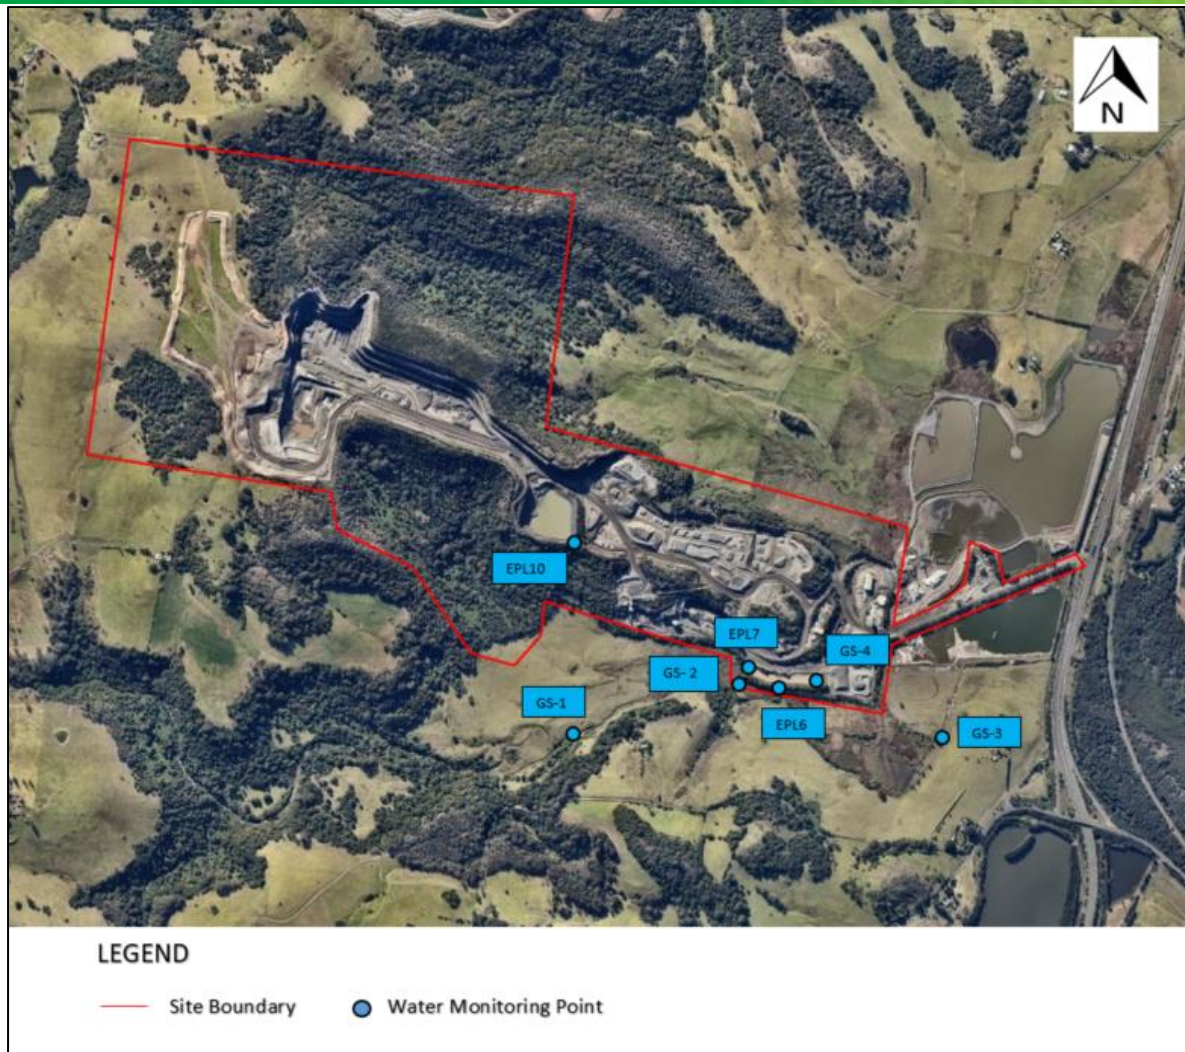 N
EPL10
EPL7
GS-4
GS- 2
GS-1
EPL6
GS-3
LEGEND
Site Boundary
Water Monitoring Point